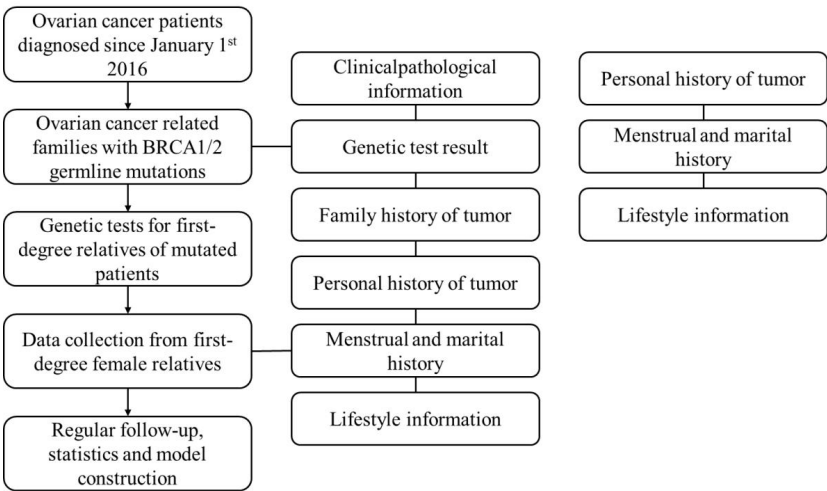 Ovarian cancer patients
diagnosed since January 1st
2016
Ovarian cancer related
families with BRCA1/2
germline mutations
Genetic tests for first-
degree relatives of mutated
patients
Data collection from first-
degree female relatives
Regular follow-up,
statistics and model
construction
Clinicalpathological
information
Genetic test result
Family history of tumor
Personal history of tumor
Menstrual and marital
history
Lifestyle information
Personal history of tumor
Menstrual and marital
history
Lifestyle information